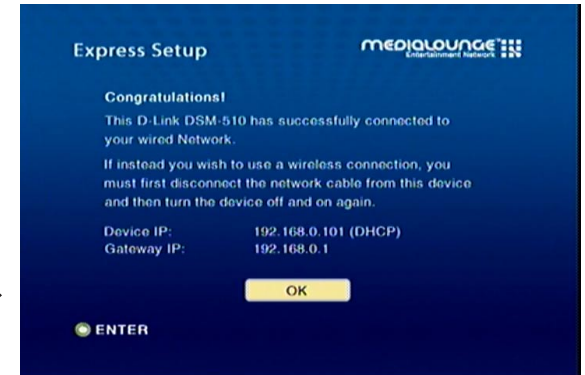 Express Setup
MEDIALOUNGE
Entertainment Network
Congratulations!
This D-Link DSM-510 has successfully connected to
your wired Network.
If instead you wish to use a wireless connection, you
must first disconnect the network cable from this device
and then turn the device off and on again.
Device IP: 192.168.0.101 (DHCP)
Gateway IP: 192.168.0.1
OK
ENTER